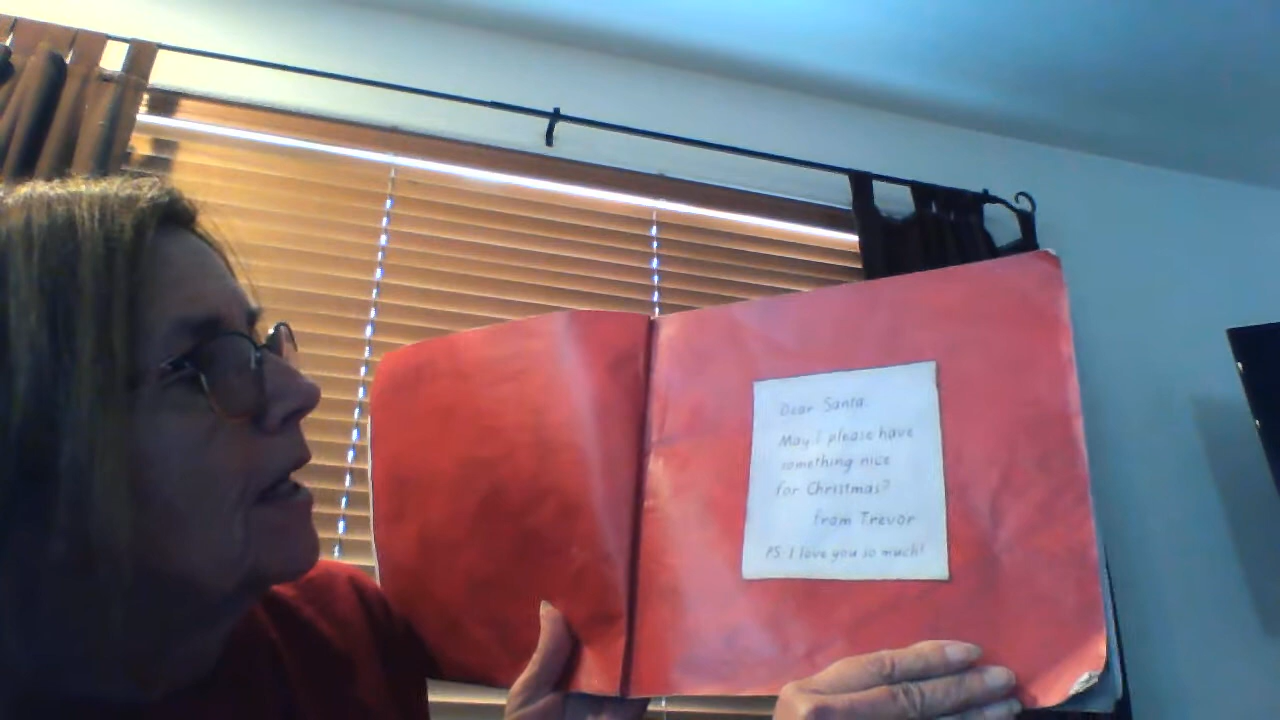 Dear Santa,
May I please have
something nice
for Christmas?
from Trevor
PS. I love you so much!